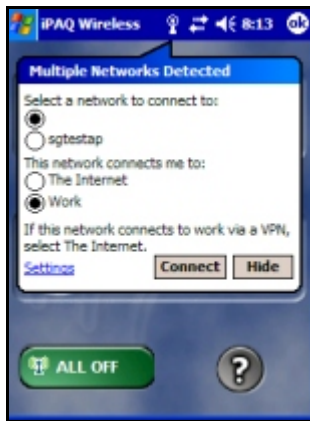 iPAQ Wireless 8:13 ok
Multiple Networks Detected
Select a network to connect to:
sgtestap
This network connects me to:
The Internet
Work
If this network connects to work via a VPN,
select The Internet.
Settings Connect Hide
ALL OFF ?